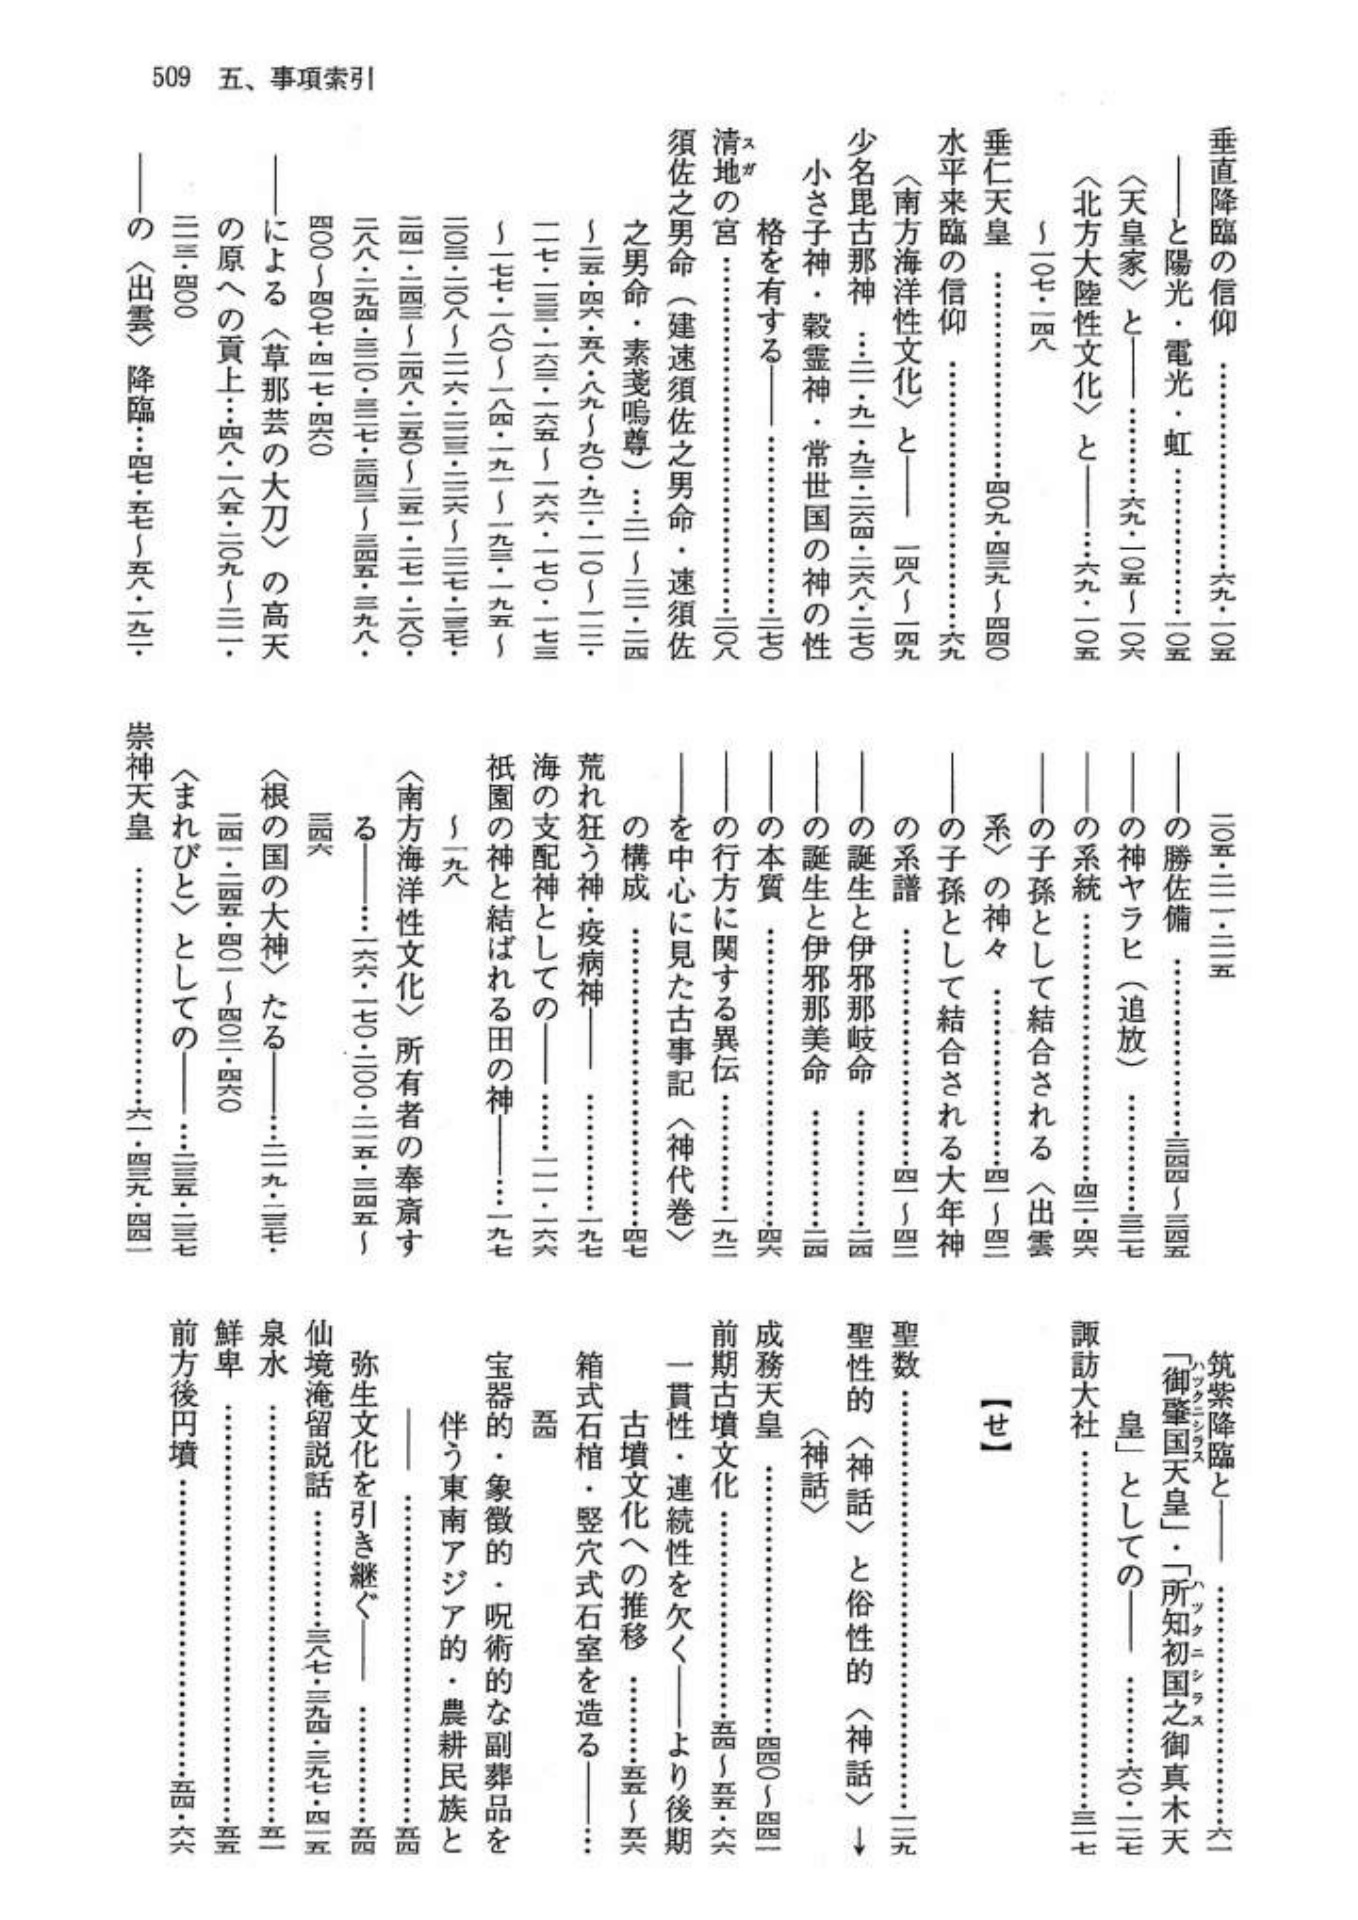 509　五、事項索引
垂直降臨の信仰 ……………六九・一〇五
――と陽光・電光・虹 …………一〇五
〈天皇家〉と―― ………六九・一〇五〜一〇六
〈北方大陸性文化〉と――……六九・一〇五
〜一〇七・一四八
垂仁天皇 ……………四〇九・四三九〜四四〇
水平来臨の信仰 ……………………六九
〈南方海洋性文化〉と―― 一四八〜一四九
少名毘古那神 …二一・九一・九三・二六四・二六八・二七〇
小さ子神・穀霊神・常世国の神の性
格を有する―― ……………二七〇
清地の宮 ……………………二〇八
スガ
須佐之男命（建速須佐之男命・速須佐
之男命・素戔嗚尊）…二一〜二二・二四
〜二五・四六・五八・八九〜九〇・九二・一一〇〜一一二・
一一七・一三三・一六三・一六五〜一六六・一七〇・一七三
〜一七七・一八〇〜一八四・一九一〜一九三・一九五〜
二〇三・二〇八〜二一六・二二三・二二六〜二二七・二三七・
二四一・二四三〜二四八・二五〇〜二五一・二七一・二八〇・
二八八・二九四・三二〇・三二七・三四三〜三四五・三九八・
四〇〇〜四〇七・四一七・四六〇
――による〈草那芸の大刀〉の高天
の原への貢上…四八・一八五・二〇九〜二一一・
二一三・四〇〇
――の〈出雲〉降臨…四七・五七〜五八・一九二・
二〇五・二一一・二一五
――の勝佐備 ……………三四四〜三四五
――の神ヤラヒ（追放） …………三二七
――の系統 ……………………四二・四六
――の子孫として結合される〈出雲
系〉の神々 ……………四一〜四二
――の子孫として結合される大年神
の系譜 ……………………四一〜四二
――の誕生と伊邪那岐命 …………二四
――の誕生と伊邪那美命 …………二四
――の本質 ……………………四六
――の行方に関する異伝 …………一九二
――を中心に見た古事記〈神代巻〉
の構成 ……………………四七
荒れ狂う神・疫病神―― …………一九七
海の支配神としての―― ……一一一・一六六
祇園の神と結ばれる田の神――……一九七
〜一九八
〈南方海洋性文化〉所有者の奉斎す
る――…一六六・一七〇・二〇〇・二一五・三四五〜
三四六
〈根の国の大神〉たる――……二一九・二三七・
二四一・二四五・四〇一〜四〇二・四六〇
〈まれびと〉としての―― …二三五・二三七
崇神天皇 ……………………六一・四三九・四四一
筑紫降臨と―― ……………………六一
「御肇国天皇」・「所知初国之御真木天
ハックニシラス　ハツクニシラス
皇」としての―― …………六〇・一二七
諏訪大社 ……………………三一七
【せ】
聖数 ……………………一二九
聖性的〈神話〉と俗性的〈神話〉↓
〈神話〉
成務天皇 ……………………四四〇〜四四一
前期古墳文化 ……………五四〜五五・六六
一貫性・連続性を欠く――より後期
古墳文化への推移 …………五五〜五六
箱式石棺・竪穴式石室を造る――…
五四
宝器的・象徴的・呪術的な副葬品を
伴う東南アジア的・農耕民族と
―― ……………………五四
弥生文化を引き継ぐ―― …………五四
仙境淹留説話 …………三八七・三九四・三九七・四一五
泉水 ……………………五一
鮮卑 ……………………五五
前方後円墳 ……………………五四・六六